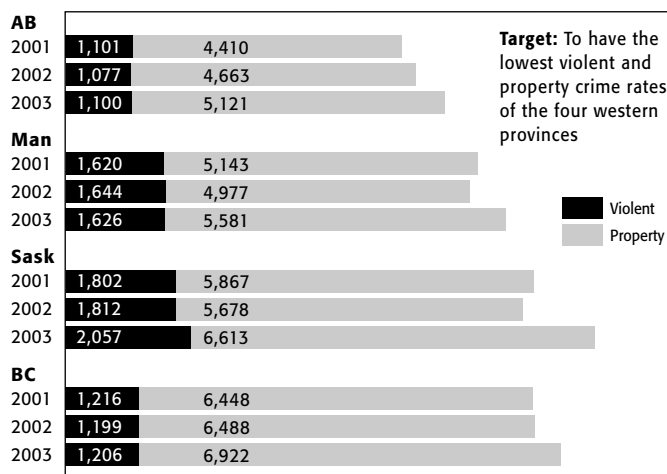 AB
2001 1,101 4,410
2002 1,077 4,663
2003 1,100 5,121
Man
2001 1,620 5,143
2002 1,644 4,977
2003 1,626 5,581
Sask
2001 1,802 5,867
2002 1,812 5,678
2003 2,057 6,613
BC
2001 1,216 6,448
2002 1,199 6,488
2003 1,206 6,922
Target: To have the
lowest violent and
property crime rates
of the four western
provinces
Violent
Property